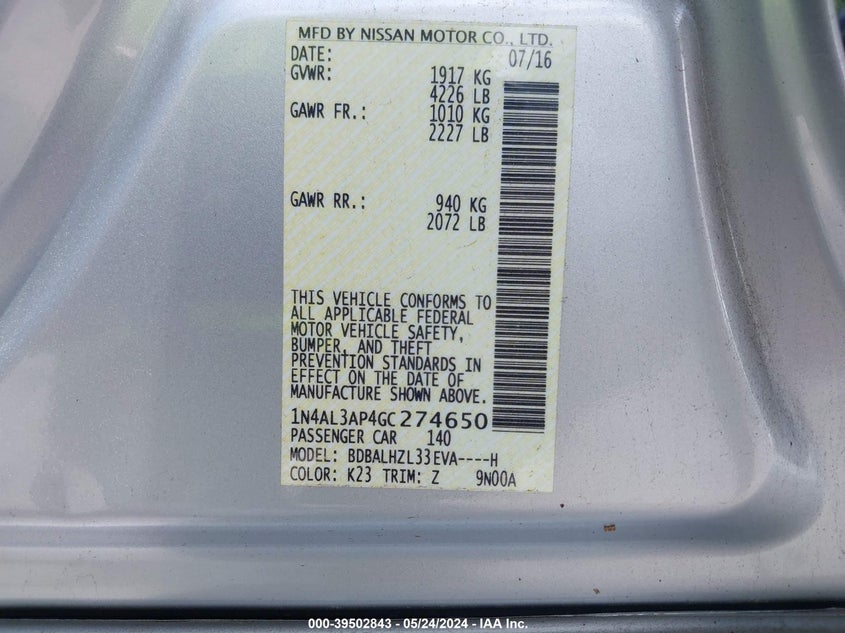 MFD BY NISSAN MOTOR CO., LTD.
DATE: 07/16
GVWR: 1917 KG
4226 LB
GAWR FR.: 1010 KG
2227 LB
GAWR RR.: 940 KG
2072 LB
THIS VEHICLE CONFORMS TO
ALL APPLICABLE FEDERAL
MOTOR VEHICLE SAFETY,
BUMPER, AND THEFT
PREVENTION STANDARDS IN
EFFECT ON THE DATE OF
MANUFACTURE SHOWN ABOVE.
1N4AL3AP4GC274650
PASSENGER CAR 140
MODEL: BDBALHZL33EVA----H
COLOR: K23 TRIM: Z 9N00A
000-39502843 - 05/24/2024 - IAA Inc.